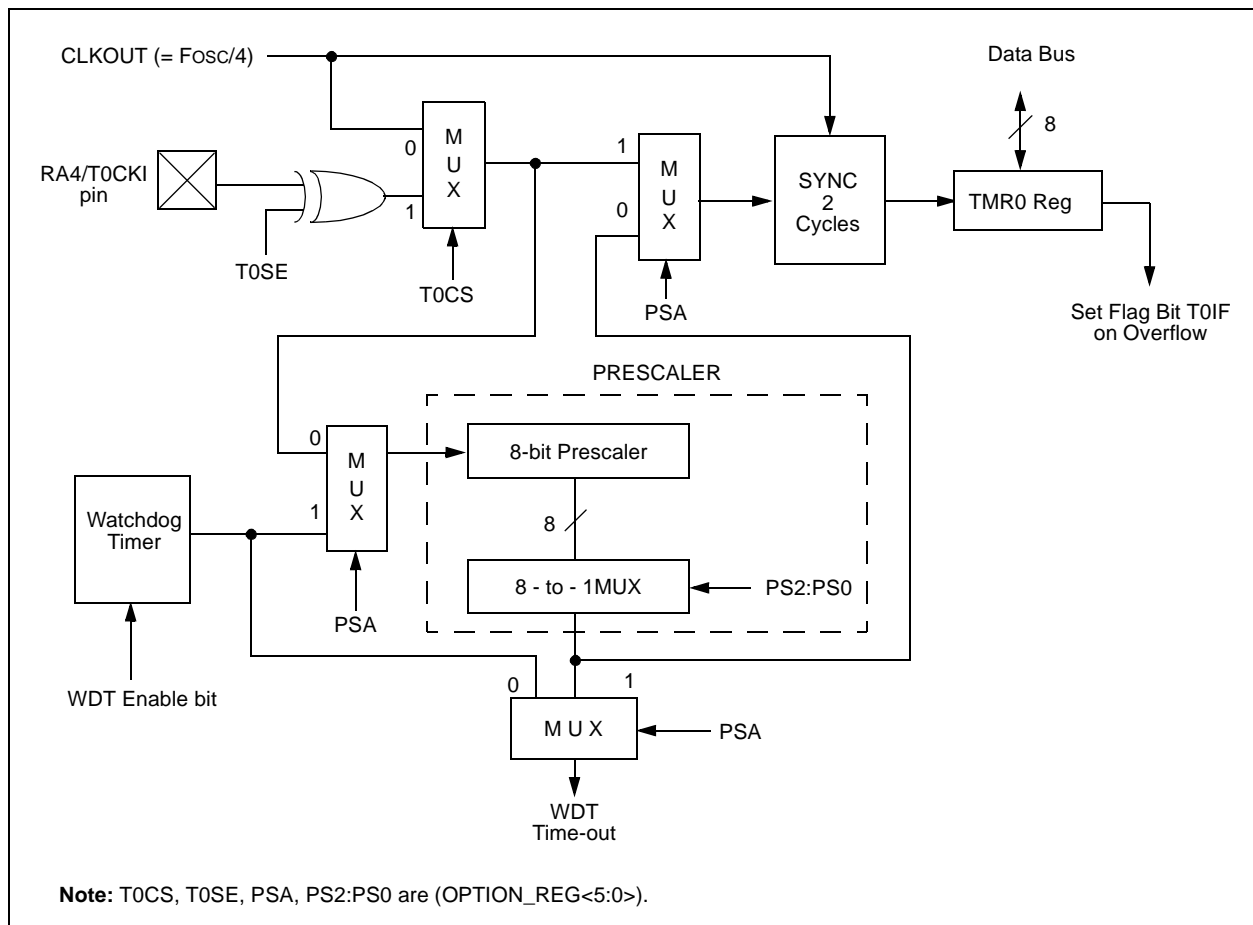 CLKOUT (= FOSC/4)
Data Bus
8
M
U
X
0
1
RA4/T0CKI
pin
T0SE
T0CS
1
0
M
U
X
PSA
SYNC
2
Cycles
TMR0 Reg
Set Flag Bit T0IF
on Overflow
PRESCALER
0
1
M
U
X
8-bit Prescaler
Watchdog
Timer
8
8 - to - 1MUX
PS2:PS0
PSA
WDT Enable bit
0
1
M U X
PSA
WDT
Time-out
Note: T0CS, T0SE, PSA, PS2:PS0 are (OPTION_REG<5:0>).